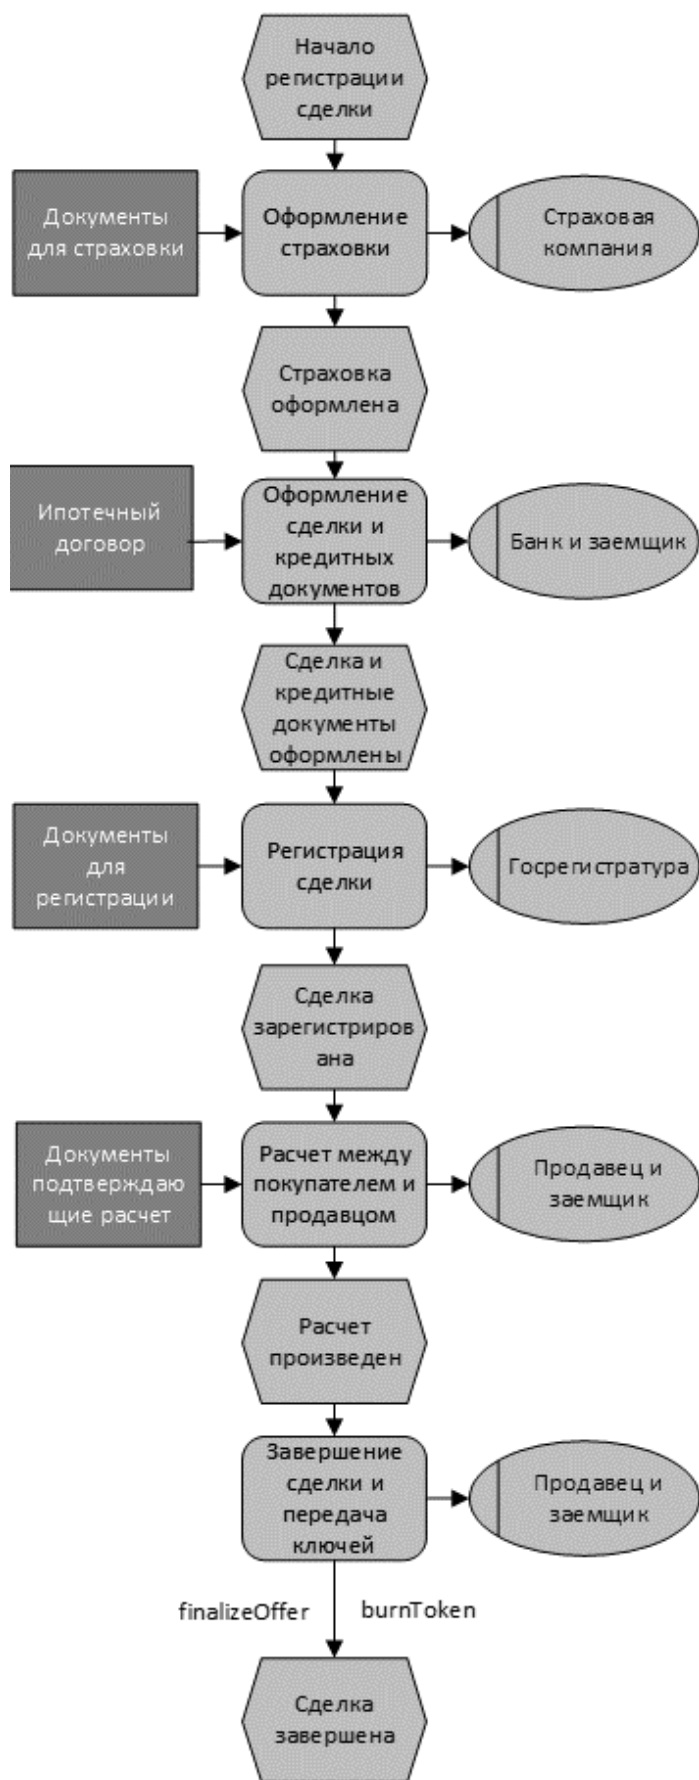 Начало
регистрации
сделки
Документы
для страховки
Оформление
страховки
Страховая
компания
Страховка
оформлена
Ипотечный
договор
Оформление
сделки и
кредитных
документов
Банк и заемщик
Сделка и
кредитные
документы
оформлены
Документы
для
регистрации
Регистрация
сделки
Госрегистратура
Сделка
зарегистриров
ана
Документы
подтверждаю
щие расчет
Расчет между
покупателем и
продавцом
Продавец и
заемщик
Расчет
произведен
Завершение
сделки и
передача
ключей
Продавец и
заемщик
finalizeOffer
burnToken
Сделка
завершена